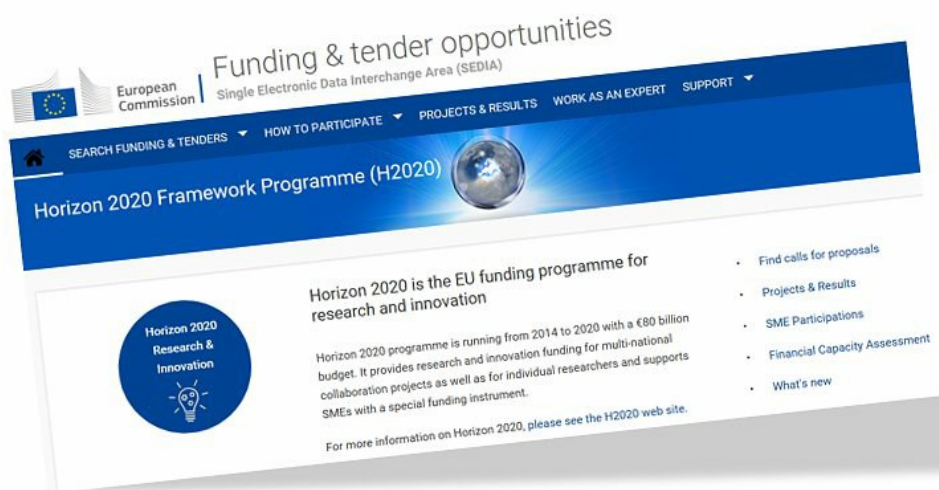 European
Commission
Funding & tender opportunities
Single Electronic Data Interchange Area (SEDIA)
SEARCH FUNDING & TENDERS
HOW TO PARTICIPATE
PROJECTS & RESULTS
WORK AS AN EXPERT
SUPPORT
Horizon 2020 Framework Programme (H2020)
Horizon 2020
Research &
Innovation
Horizon 2020 is the EU funding programme for
research and innovation
Horizon 2020 programme is running from 2014 to 2020 with a €80 billion
budget. It provides research and innovation funding for multi-national
collaboration projects as well as for individual researchers and supports
SMEs with a special funding instrument.
For more information on Horizon 2020, please see the H2020 web site.
Find calls for proposals
Projects & Results
SME Participations
Financial Capacity Assessment
What's new